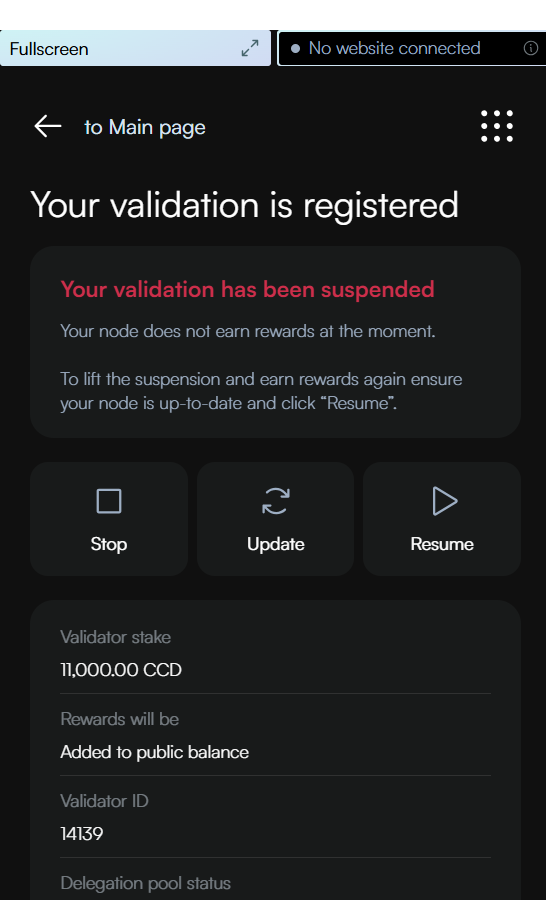 Fullscreen
No website connected
to Main page
Your validation is registered
Your validation has been suspended
Your node does not earn rewards at the moment.
To lift the suspension and earn rewards again ensure
your node is up-to-date and click “Resume”.
Stop
Update
Resume
Validator stake
11,000.00 CCD
Rewards will be
Added to public balance
Validator ID
14139
Delegation pool status